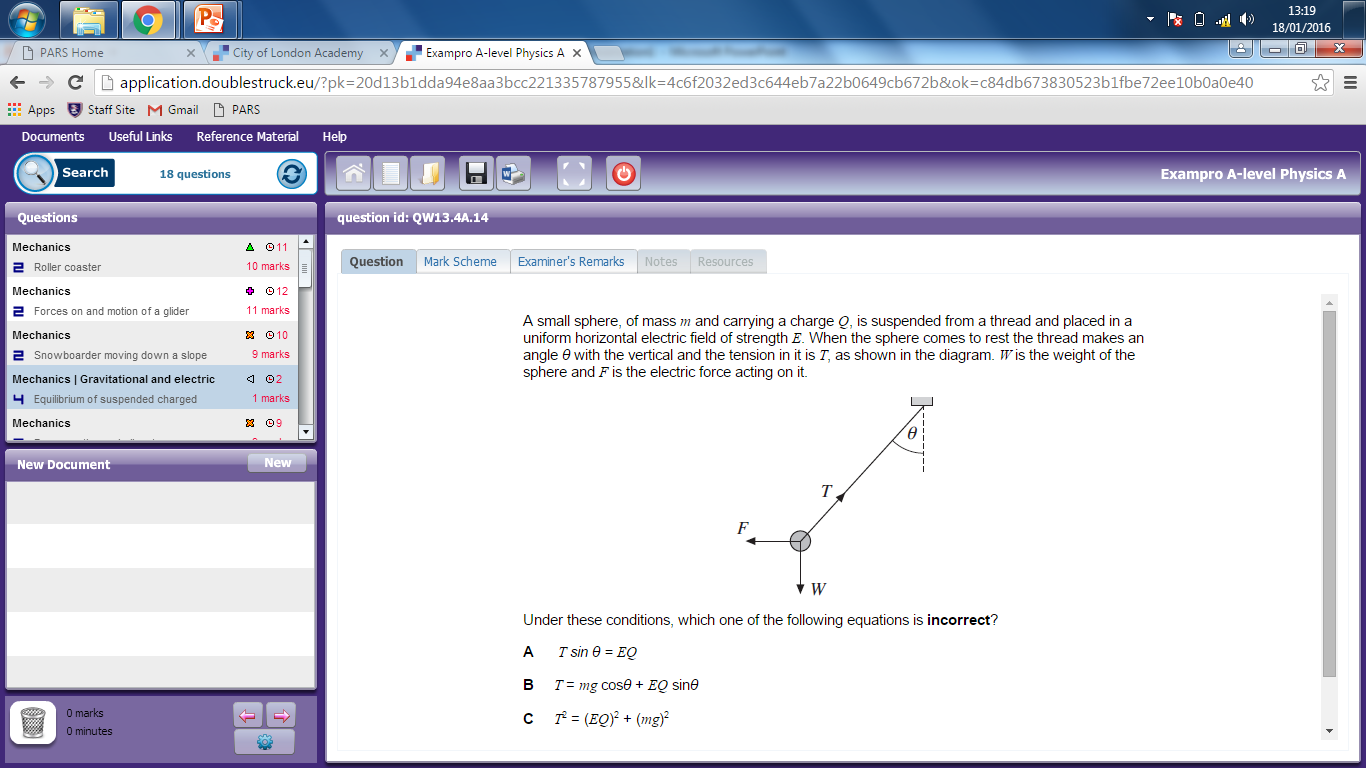 13:19
18/01/2016
PARS Home
City of London Academy
Exampro A-level Physics A
application.doublestruck.eu/?pk=20d13b1dda94e8aa3bcc221335787955&lk=4c6f2032ed3c644eb7a22b0649cb672b&ok=c84db673830523b1fbe72ee10b0a0e40
Apps Staff Site Gmail PARS
Documents Useful Links Reference Material Help
Search 18 questions
Exampro A-level Physics A
Questions
Mechanics 11
2 Roller coaster 10 marks
Mechanics 12
2 Forces on and motion of a glider 11 marks
Mechanics 10
2 Snowboarder moving down a slope 9 marks
Mechanics | Gravitational and electric 2
4 Equilibrium of suspended charged 1 marks
Mechanics 9
New Document New
0 marks
0 minutes
question id: QW13.4A.14
Question Mark Scheme Examiner's Remarks Notes Resources
A small sphere, of mass m and carrying a charge Q, is suspended from a thread and placed in a
uniform horizontal electric field of strength E. When the sphere comes to rest the thread makes an
angle θ with the vertical and the tension in it is T, as shown in the diagram. W is the weight of the
sphere and F is the electric force acting on it.
θ
T
F
W
Under these conditions, which one of the following equations is incorrect?
A T sin θ = EQ
B T = mg cosθ + EQ sinθ
C T² = (EQ)² + (mg)²